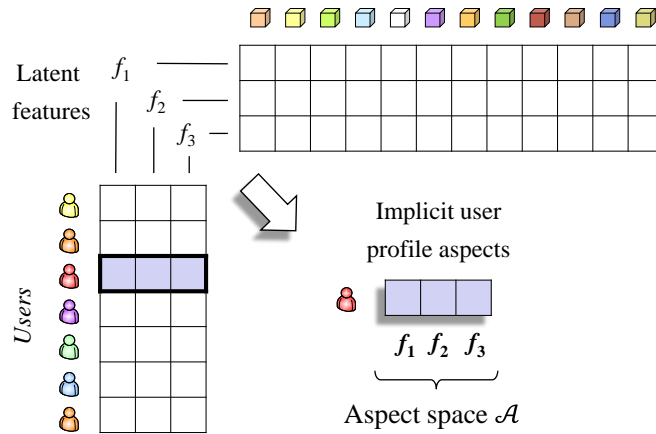 Latent
features
f1
f2
f3
Users
Implicit user
profile aspects
f1 f2 f3
Aspect space 𝒜